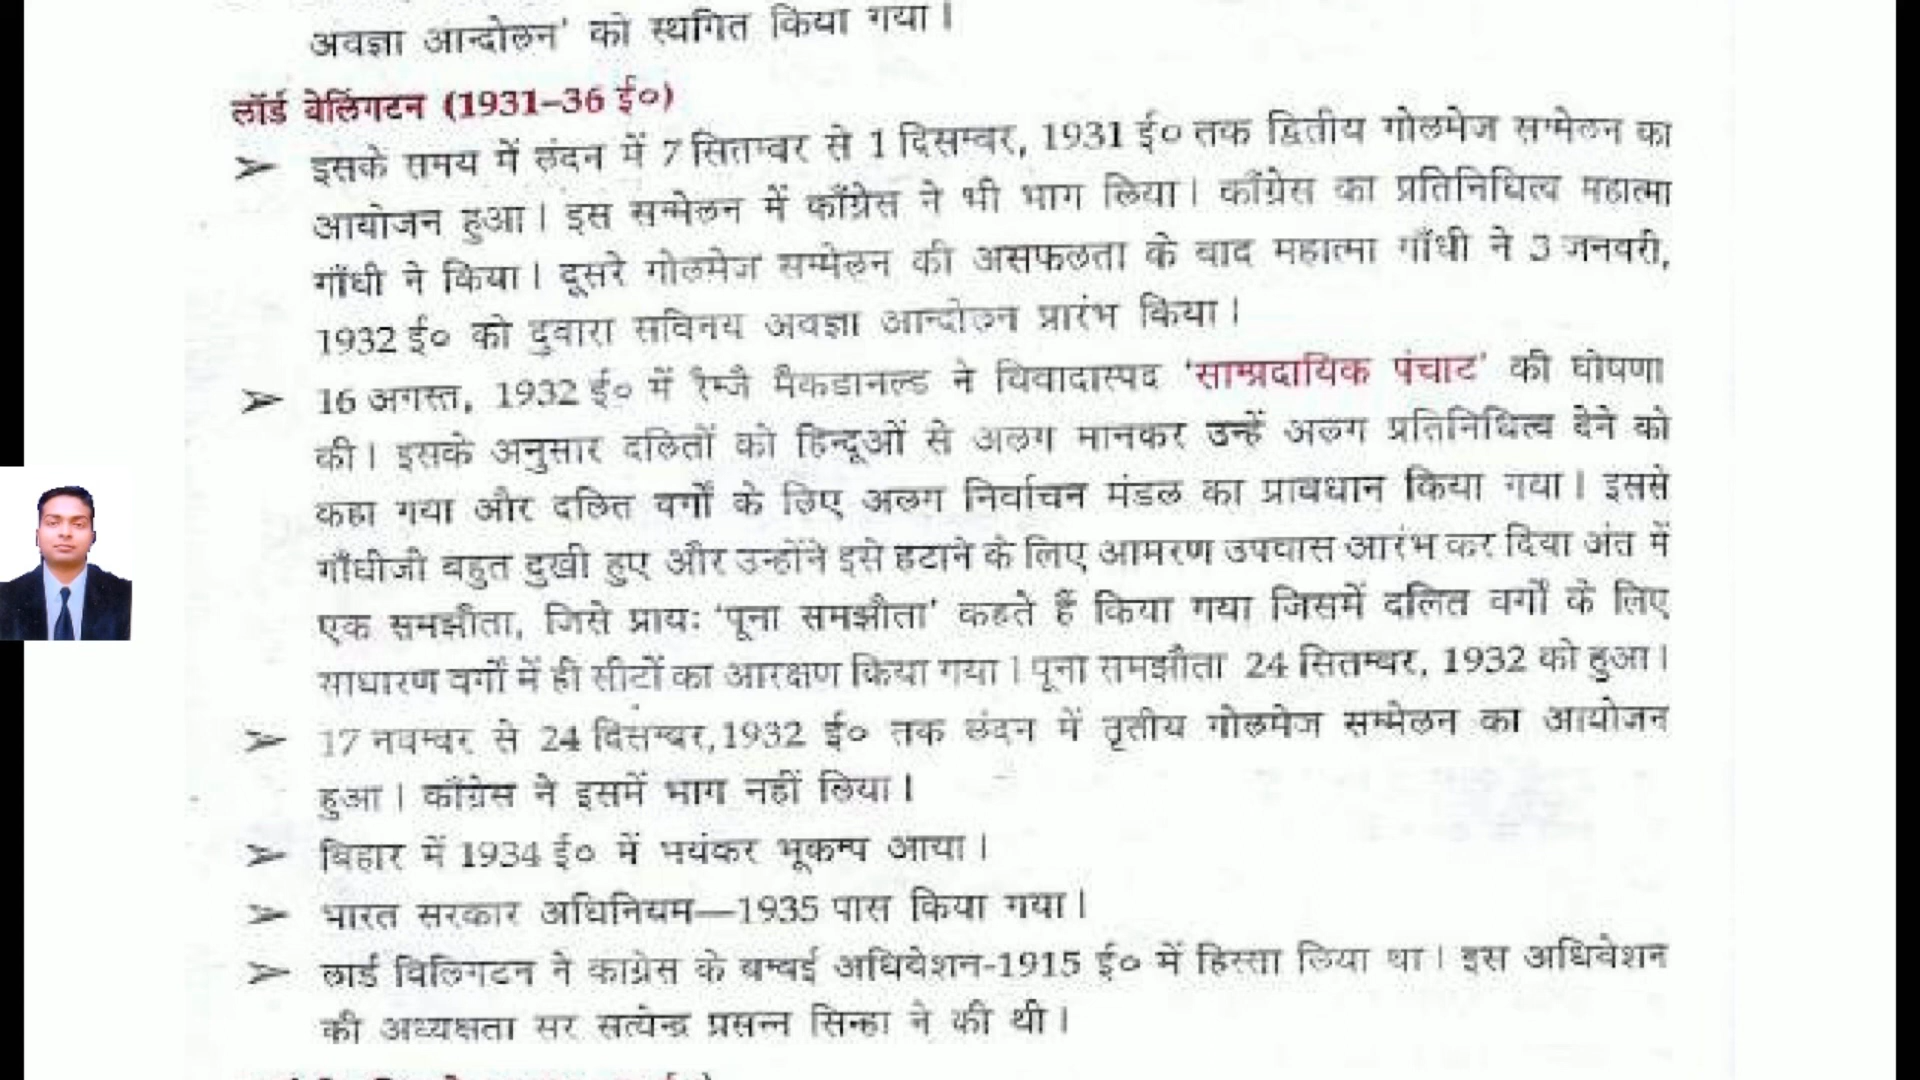 अवज्ञा आन्दोलन' को स्थगित किया गया।
लॉर्ड वेलिंगटन (1931–36 ई०)
➢ इसके समय में लंदन में 7 सितम्बर से 1 दिसम्बर, 1931 ई० तक द्वितीय गोलमेज सम्मेलन का
आयोजन हुआ। इस सम्मेलन में काँग्रेस ने भी भाग लिया। काँग्रेस का प्रतिनिधित्व महात्मा
गाँधी ने किया। दूसरे गोलमेज सम्मेलन की असफलता के बाद महात्मा गाँधी ने 3 जनवरी,
1932 ई० को दुबारा सविनय अवज्ञा आन्दोलन प्रारंभ किया।
➢ 16 अगस्त, 1932 ई० में रैम्जे मैकडानल्ड ने विवादास्पद 'साम्प्रदायिक पंचाट' की घोषणा
की। इसके अनुसार दलितों को हिन्दूओं से अलग मानकर उन्हें अलग प्रतिनिधित्व देने को
कहा गया और दलित वर्गों के लिए अलग निर्वाचन मंडल का प्रावधान किया गया। इससे
गाँधीजी बहुत दुखी हुए और उन्होंने इसे हटाने के लिए आमरण उपवास आरंभ कर दिया अंत में
एक समझौता, जिसे प्रायः 'पूना समझौता' कहते हैं किया गया जिसमें दलित वर्गों के लिए
साधारण वर्गों में ही सीटों का आरक्षण किया गया। पूना समझौता 24 सितम्बर, 1932 को हुआ।
➢ 17 नवम्बर से 24 दिसम्बर,1932 ई० तक लंदन में तृतीय गोलमेज सम्मेलन का आयोजन
हुआ। काँग्रेस ने इसमें भाग नहीं लिया।
➢ बिहार में 1934 ई० में भयंकर भूकम्प आया।
➢ भारत सरकार अधिनियम—1935 पास किया गया।
➢ लार्ड विलिंगटन ने काग्रेस के बम्बई अधिवेशन-1915 ई० में हिस्सा लिया था। इस अधिवेशन
की अध्यक्षता सर सत्येन्द्र प्रसन्न सिन्हा ने की थी।